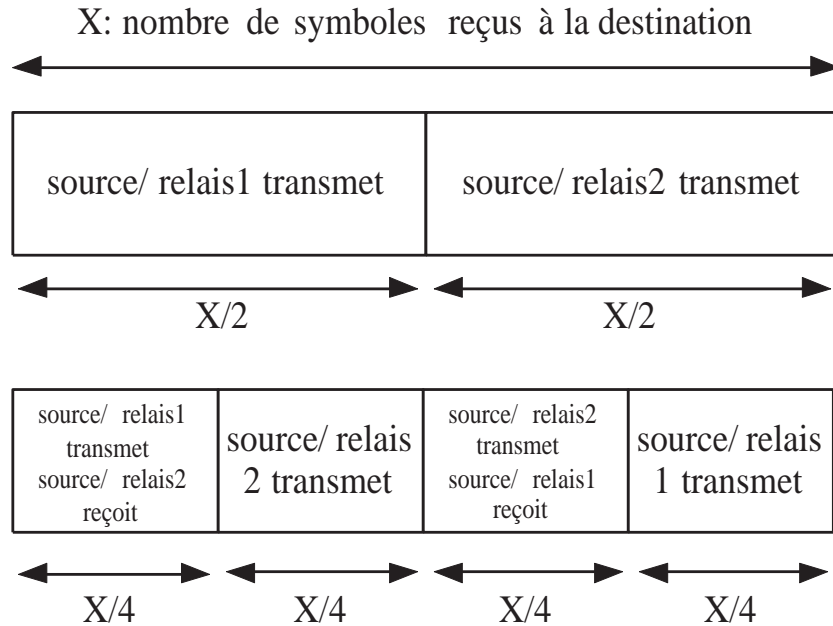 X: nombre de symboles reçus à la destination
source/ relais1 transmet
source/ relais2 transmet
X/2
X/2
source/ relais1
transmet
source/ relais2
reçoit
source/ relais
2 transmet
source/ relais2
transmet
source/ relais1
reçoit
source/ relais
1 transmet
X/4
X/4
X/4
X/4